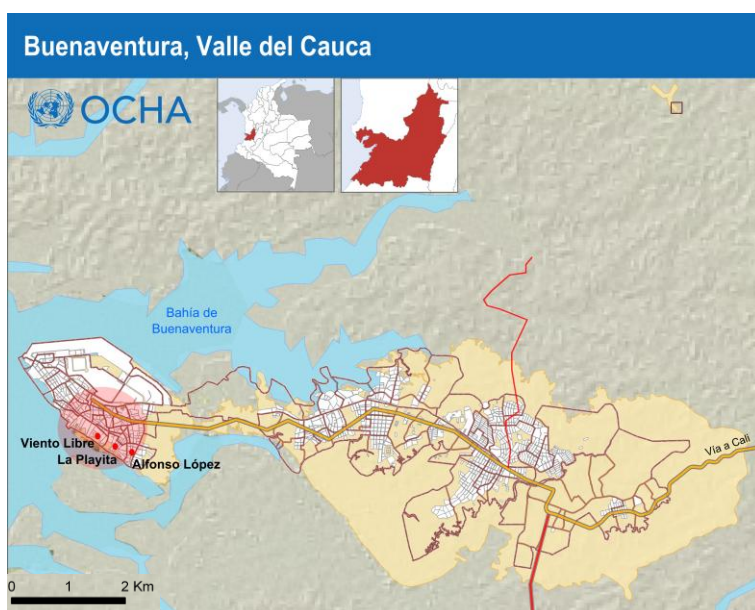 Buenaventura, Valle del Cauca
OCHA
Bahía de
Buenaventura
Viento Libre
La Playita
Alfonso López
Vía a Cali
0 1 2 Km